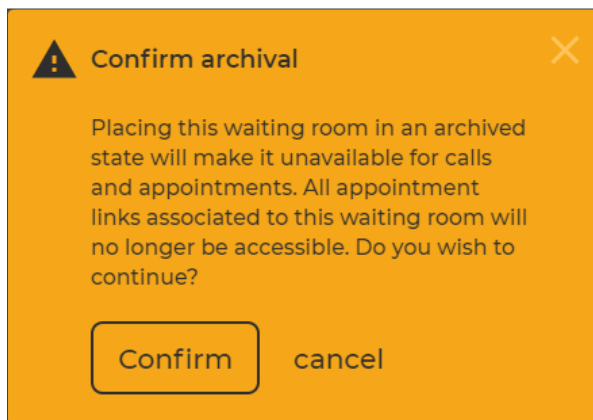 Confirm archival
Placing this waiting room in an archived
state will make it unavailable for calls
and appointments. All appointment
links associated to this waiting room will
no longer be accessible. Do you wish to
continue?
Confirm cancel